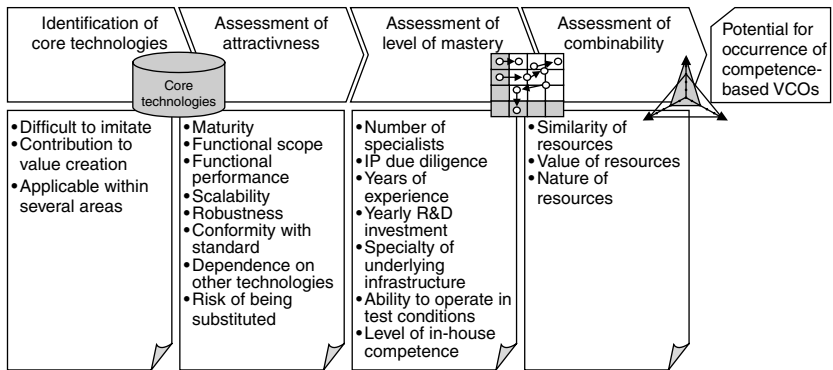 Identification of
core technologies
Assessment of
attractivness
Assessment of
level of mastery
Assessment of
combinability
Potential for
occurrence of
competence-
based VCOs
Core
technologies
•Difficult to imitate
•Contribution to
value creation
•Applicable within
several areas
•Maturity
•Functional scope
•Functional
performance
•Scalability
•Robustness
•Conformity with
standard
•Dependence on
other technologies
•Risk of being
substituted
•Number of
specialists
•IP due diligence
•Years of
experience
•Yearly R&D
investment
•Specialty of
underlying
infrastructure
•Ability to operate in
test conditions
•Level of in-house
competence
•Similarity of
resources
•Value of resources
•Nature of
resources